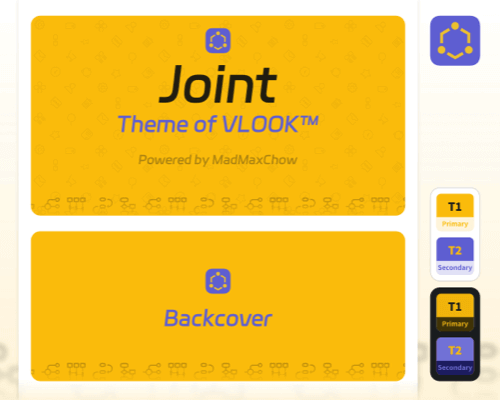 Joint
Theme of VLOOK™
Powered by MadMaxChow
Backcover
T1
Primary
T2
Secondary
T1
Primary
T2
Secondary